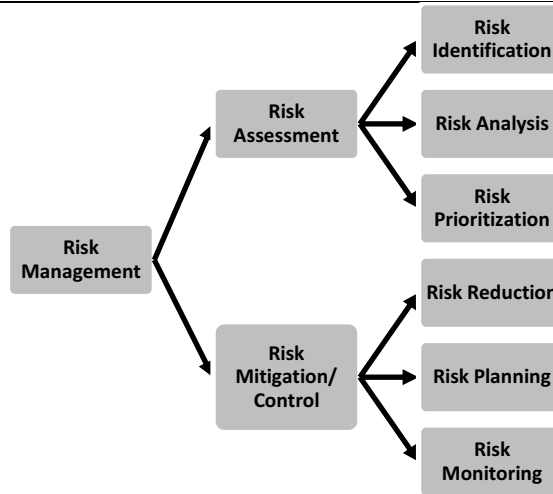 Risk
Identification
Risk
Assessment
Risk Analysis
Risk
Prioritization
Risk
Management
Risk Reduction
Risk
Mitigation/
Control
Risk Planning
Risk
Monitoring